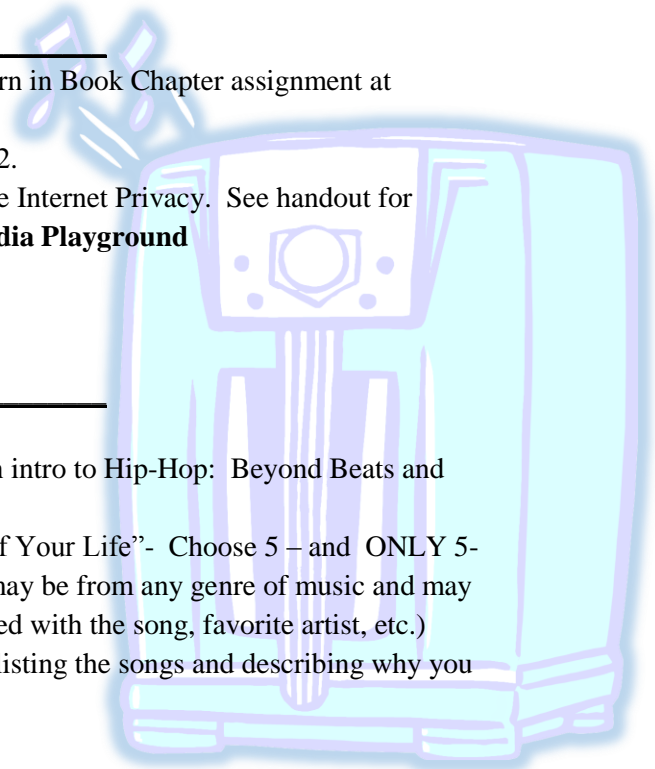 rn in Book Chapter assignment at
2.
e Internet Privacy.  See handout for
dia Playground
n intro to Hip-Hop:  Beyond Beats and
f Your Life”-  Choose 5 – and  ONLY 5-
may be from any genre of music and may
ed with the song, favorite artist, etc.)
listing the songs and describing why you